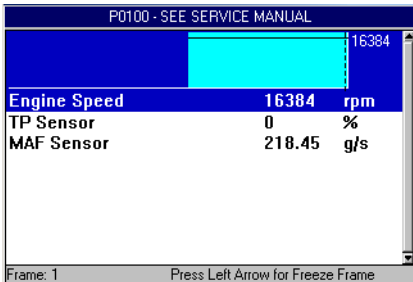 P0100 - SEE SERVICE MANUAL
16384
Engine Speed 16384 rpm
TP Sensor 0 %
MAF Sensor 218.45 g/s
Frame: 1 Press Left Arrow for Freeze Frame